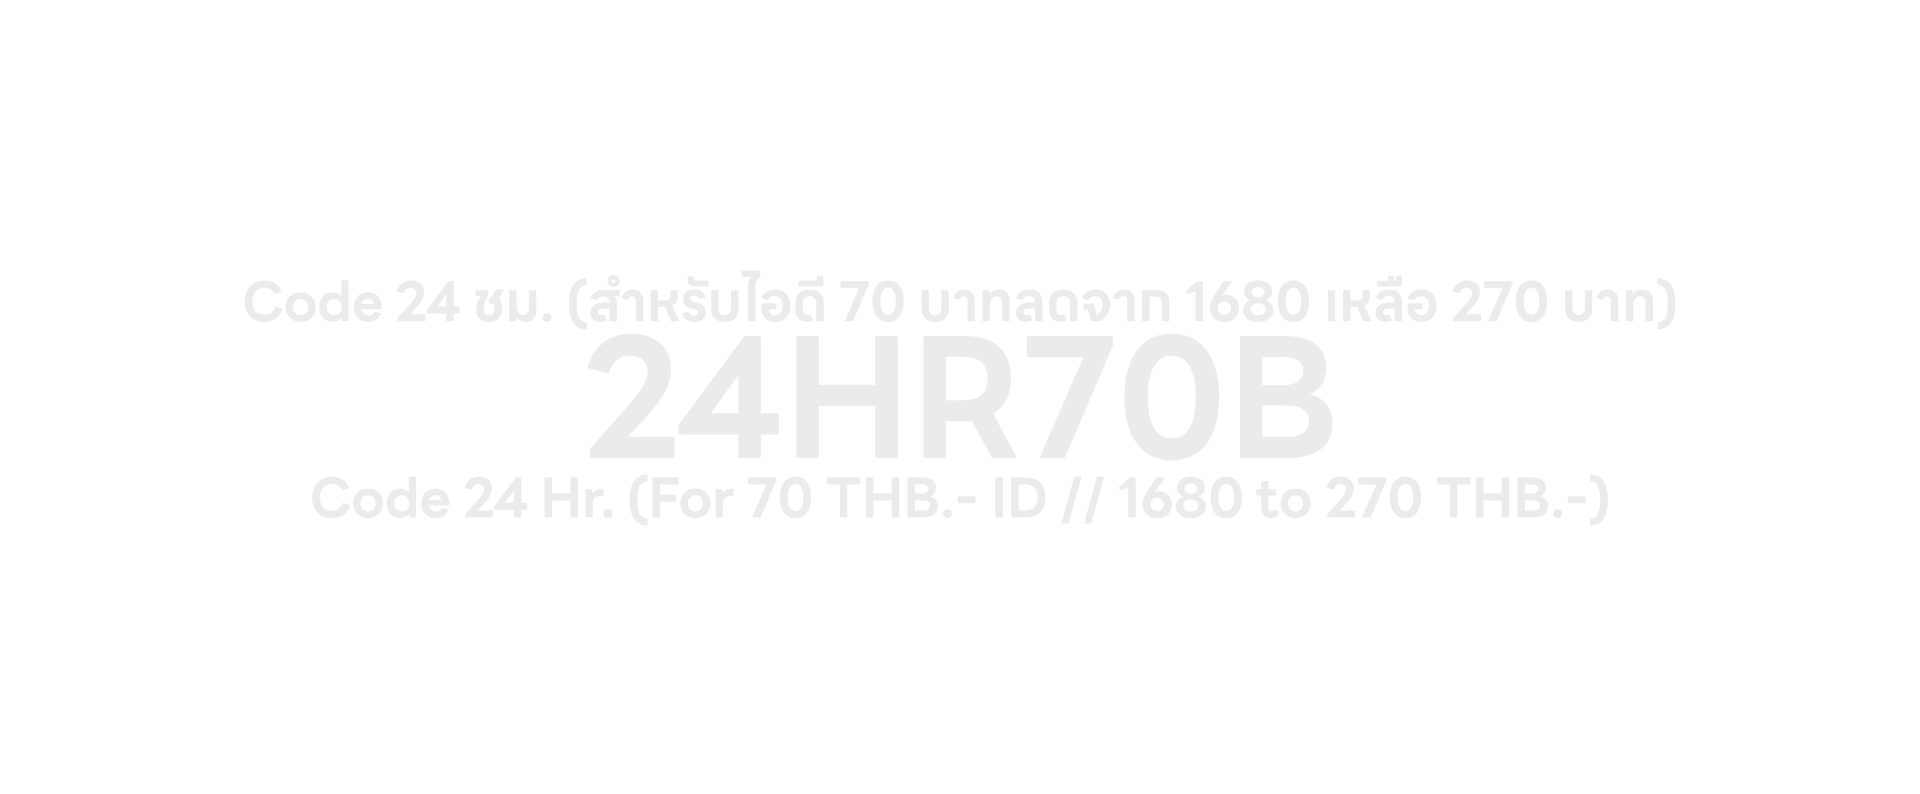 Code 24 ชม. (สำหรับไอดี 70 บาทลดจาก 1680 เหลือ 270 บาท)
24HR70B
Code 24 Hr. (For 70 THB.- ID // 1680 to 270 THB.-)